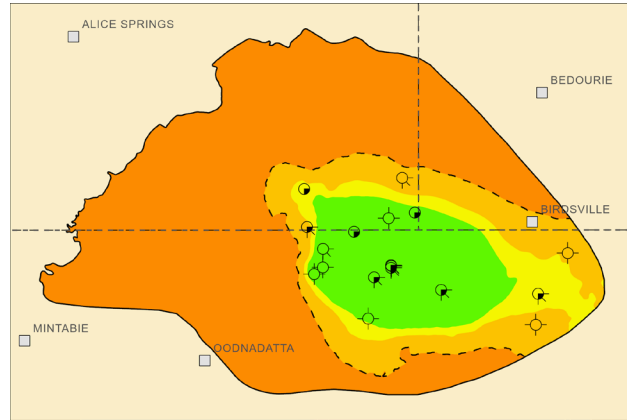 ALICE SPRINGS
BEDOURIE
BIRDSVILLE
MINTABIE
OODNADATTA